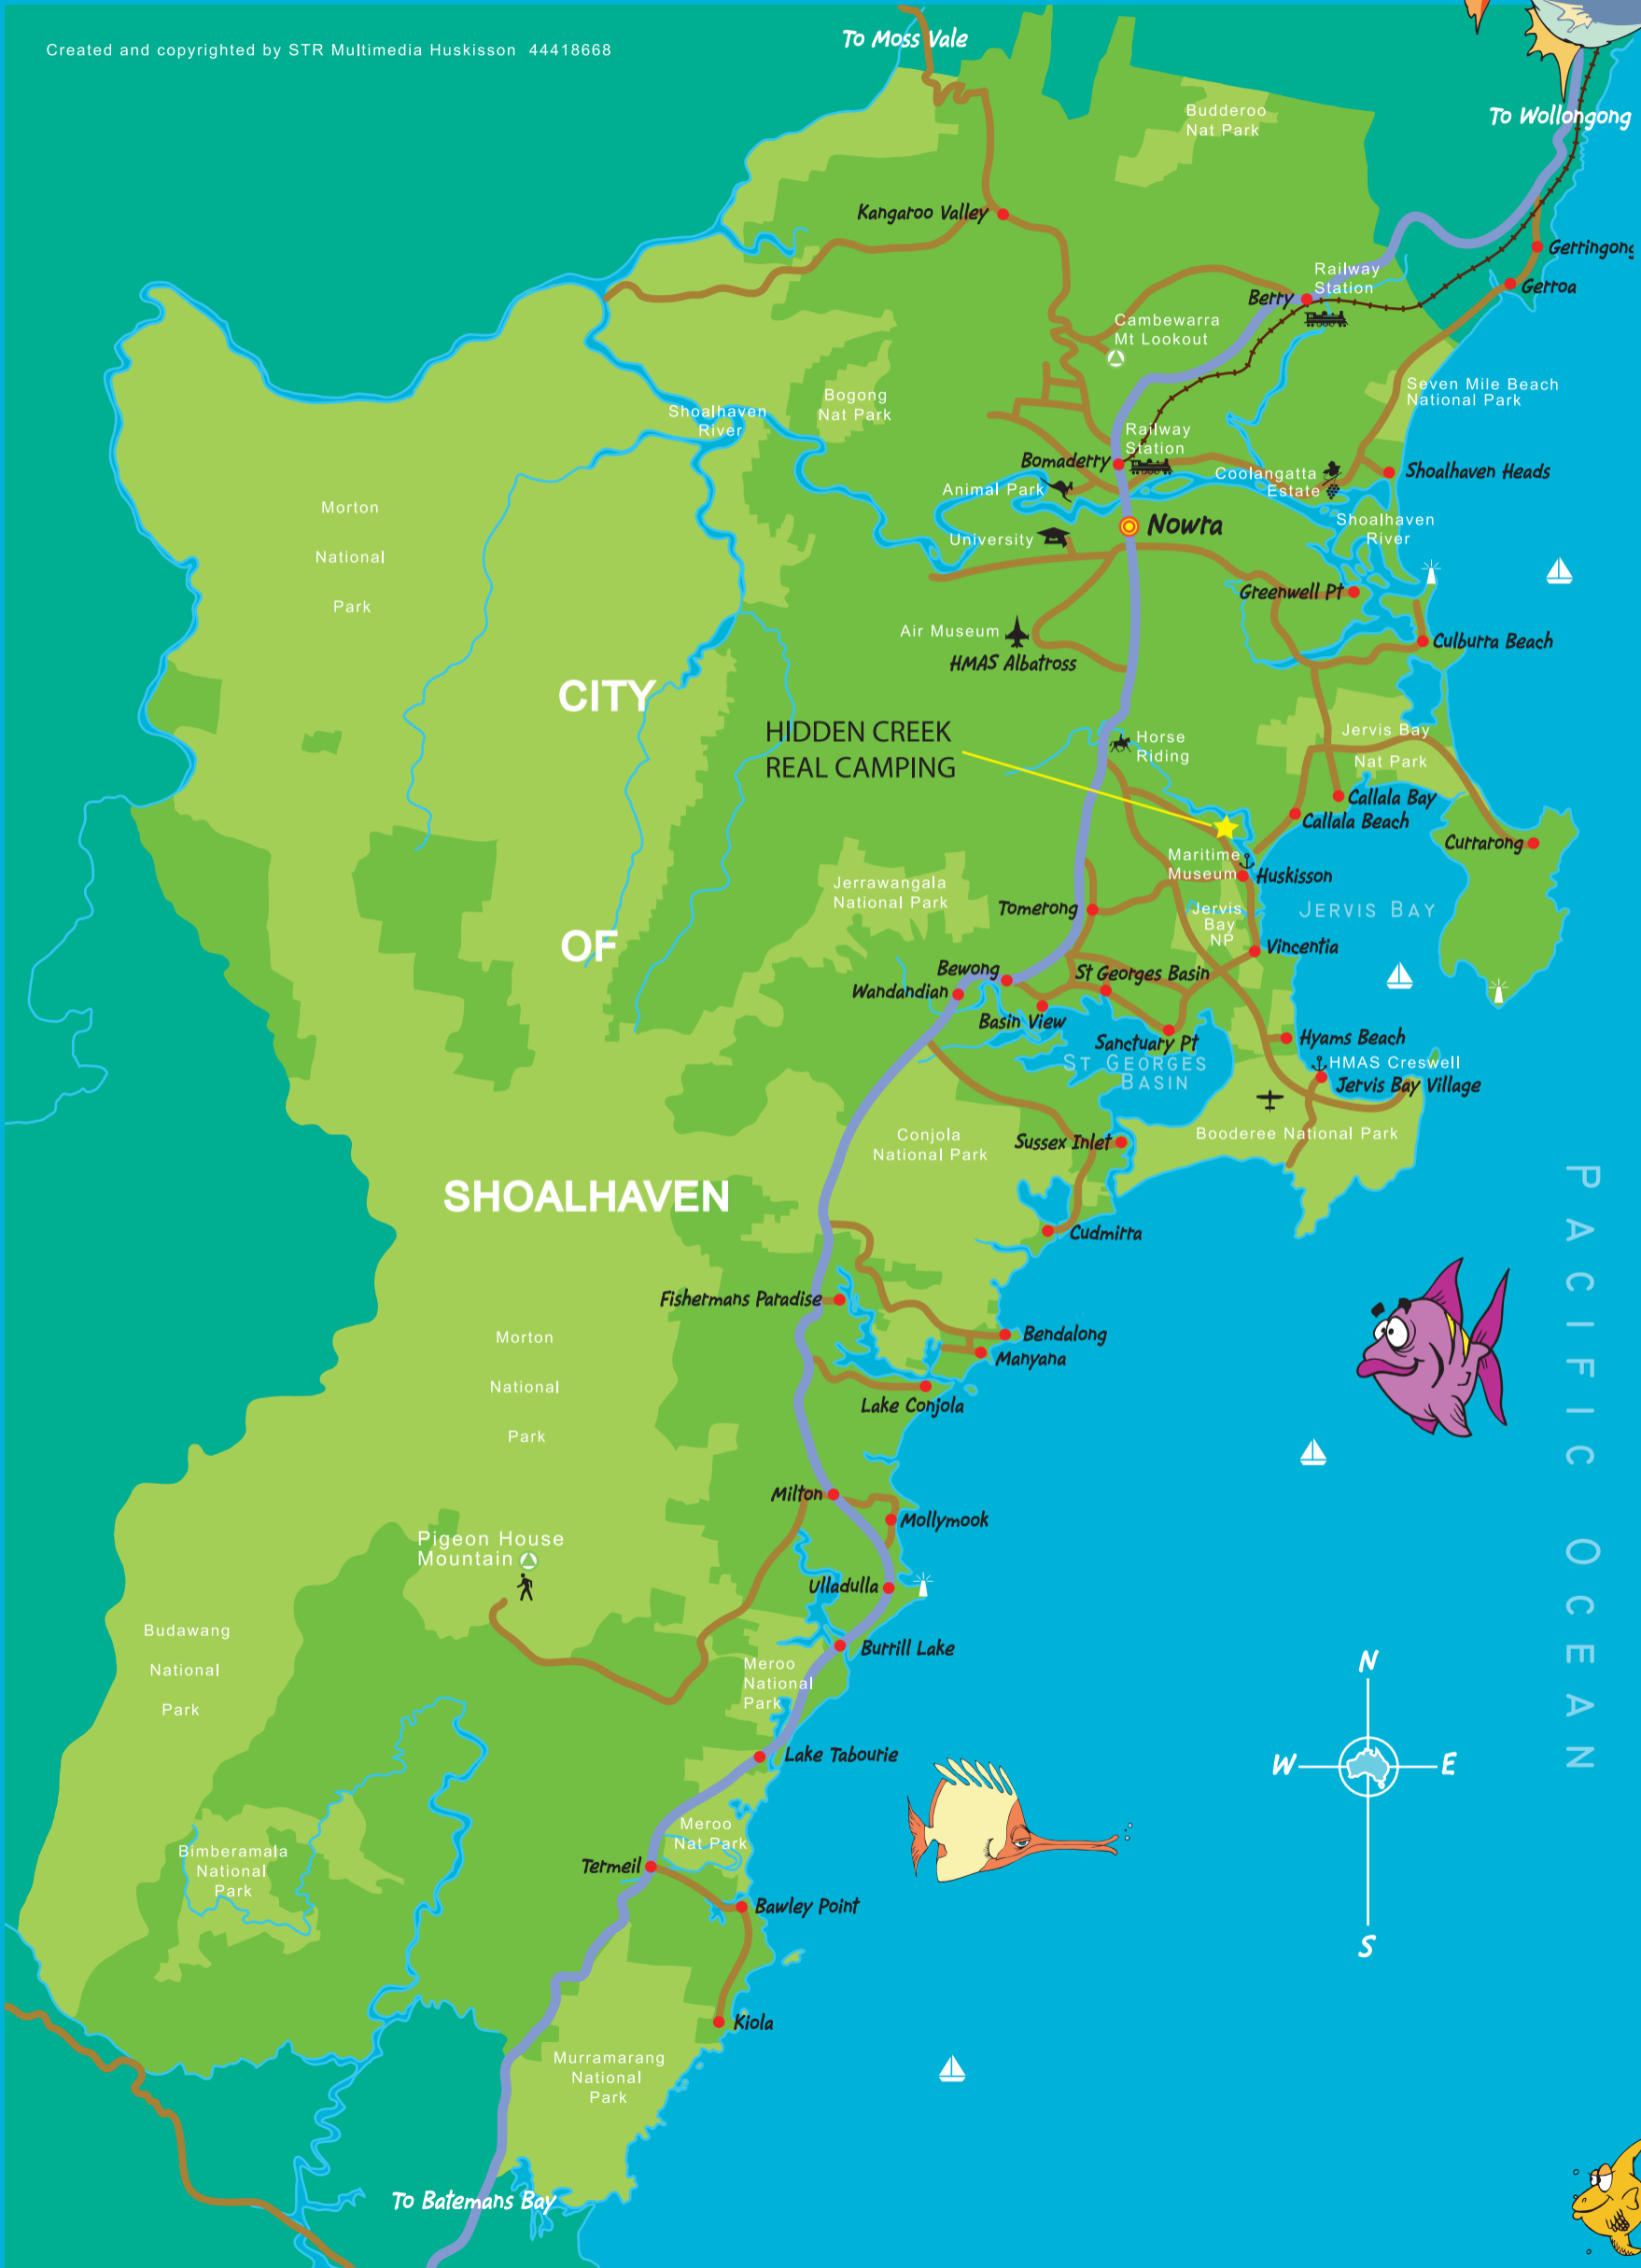 Created and copyrighted by STR Multimedia Huskisson 44418668
To Moss Vale
Budderoo
Nat Park
To Wollongong
Kangaroo Valley
Gerringong
Railway
Station
Berry
Gerroa
Cambewarra
Mt Lookout
Seven Mile Beach
National Park
Bogong
Nat Park
Shoalhaven
River
Railway
Station
Bomaderry
Coolangatta
Estate
Shoalhaven Heads
Animal Park
Morton
National
Park
Nowra
Shoalhaven
River
University
Greenwell Pt
Air Museum
HMAS Albatross
Culburra Beach
CITY
HIDDEN CREEK
REAL CAMPING
Horse
Riding
Jervis Bay
Nat Park
Callala Bay
Callala Beach
Currarong
Maritime
Museum
Huskisson
Jerrawangala
National Park
Tomerong
Jervis
Bay
NP
JERVIS BAY
OF
Vincentia
Bewong
St Georges Basin
Wandandian
Basin View
Sanctuary Pt
Hyams Beach
ST GEORGES
BASIN
HMAS Creswell
Jervis Bay Village
Conjola
National Park
Sussex Inlet
Booderee National Park
SHOALHAVEN
Cudmirra
PACIFIC OCEAN
Fishermans Paradise
Bendalong
Manyana
Morton
National
Park
Lake Conjola
Milton
Mollymook
Pigeon House
Mountain
Ulladulla
Budawang
National
Park
Burrill Lake
Meroo
National
Park
N
Lake Tabourie
W
E
Meroo
Nat Park
Bimberamala
National
Park
Termeil
Bawley Point
S
Kiola
Murramarang
National
Park
To Batemans Bay